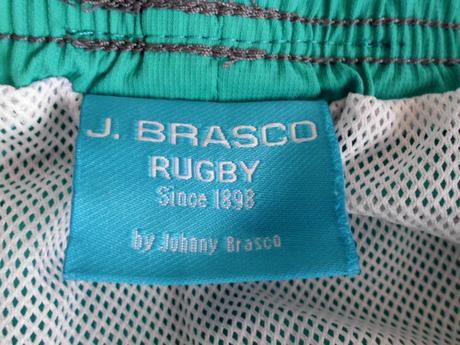 J. BRASCO
RUGBY
Since 1898
by Johnny Brasco